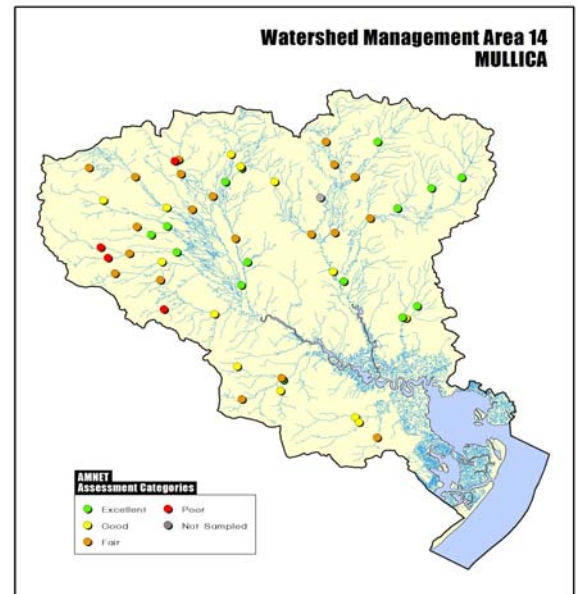 Watershed Management Area 14
MULLICA
AMNET
Assessment Categories
Excellent
Poor
Good
Not Sampled
Fair